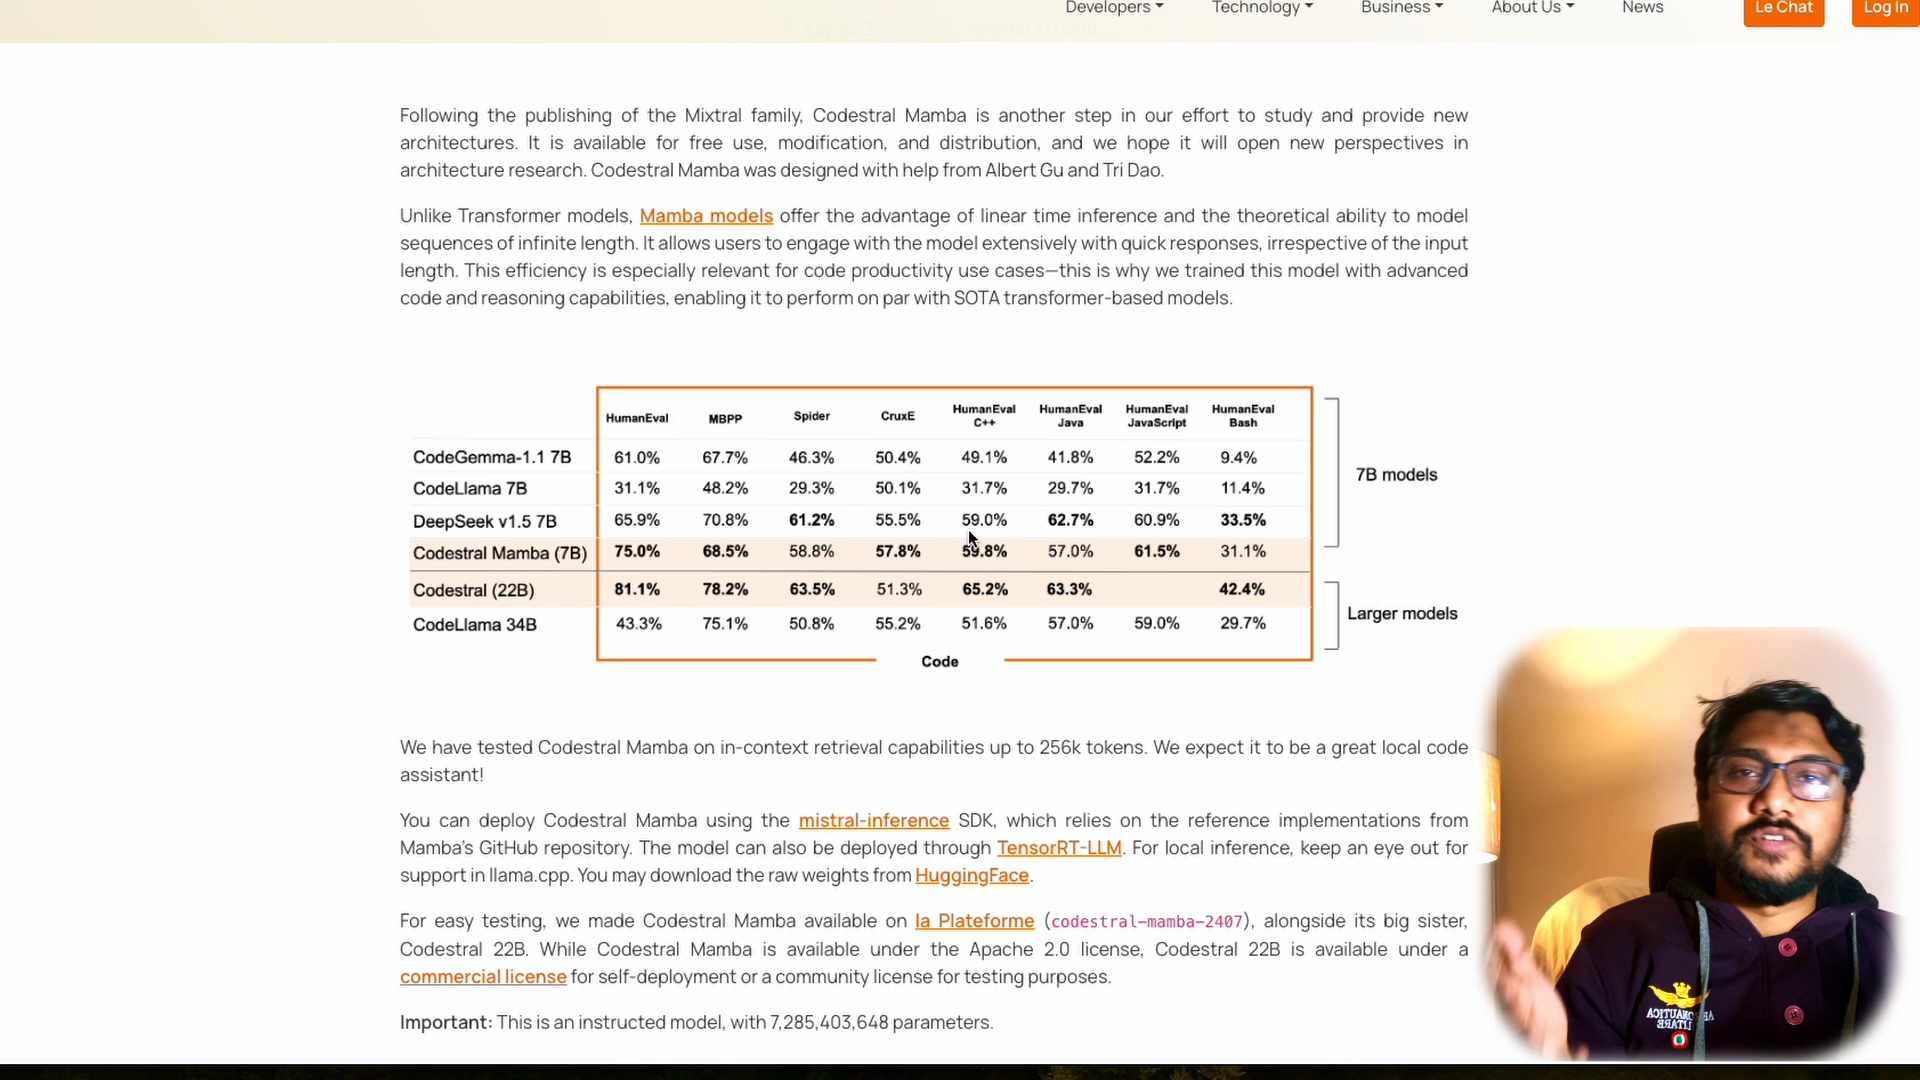 Developers Technology Business About Us News Le Chat Log In
Following the publishing of the Mixtral family, Codestral Mamba is another step in our effort to study and provide new
architectures. It is available for free use, modification, and distribution, and we hope it will open new perspectives in
architecture research. Codestral Mamba was designed with help from Albert Gu and Tri Dao.
Unlike Transformer models, Mamba models offer the advantage of linear time inference and the theoretical ability to model
sequences of infinite length. It allows users to engage with the model extensively with quick responses, irrespective of the input
length. This efficiency is especially relevant for code productivity use cases—this is why we trained this model with advanced
code and reasoning capabilities, enabling it to perform on par with SOTA transformer-based models.
HumanEval MBPP Spider CruxE HumanEval C++ HumanEval Java HumanEval JavaScript HumanEval Bash
CodeGemma-1.1 7B 61.0% 67.7% 46.3% 50.4% 49.1% 41.8% 52.2% 9.4%
CodeLlama 7B 31.1% 48.2% 29.3% 50.1% 31.7% 29.7% 31.7% 11.4%
DeepSeek v1.5 7B 65.9% 70.8% 61.2% 55.5% 59.0% 62.7% 60.9% 33.5%
Codestral Mamba (7B) 75.0% 68.5% 58.8% 57.8% 59.8% 57.0% 61.5% 31.1%
7B models
Codestral (22B) 81.1% 78.2% 63.5% 51.3% 65.2% 63.3% 42.4%
CodeLlama 34B 43.3% 75.1% 50.8% 55.2% 51.6% 57.0% 59.0% 29.7%
Larger models
Code
We have tested Codestral Mamba on in-context retrieval capabilities up to 256k tokens. We expect it to be a great local code
assistant!
You can deploy Codestral Mamba using the mistral-inference SDK, which relies on the reference implementations from
Mamba's GitHub repository. The model can also be deployed through TensorRT-LLM. For local inference, keep an eye out for
support in llama.cpp. You may download the raw weights from HuggingFace.
For easy testing, we made Codestral Mamba available on la Plateforme (codestral-mamba-2407), alongside its big sister,
Codestral 22B. While Codestral Mamba is available under the Apache 2.0 license, Codestral 22B is available under a
commercial license for self-deployment or a community license for testing purposes.
Important: This is an instructed model, with 7,285,403,648 parameters.